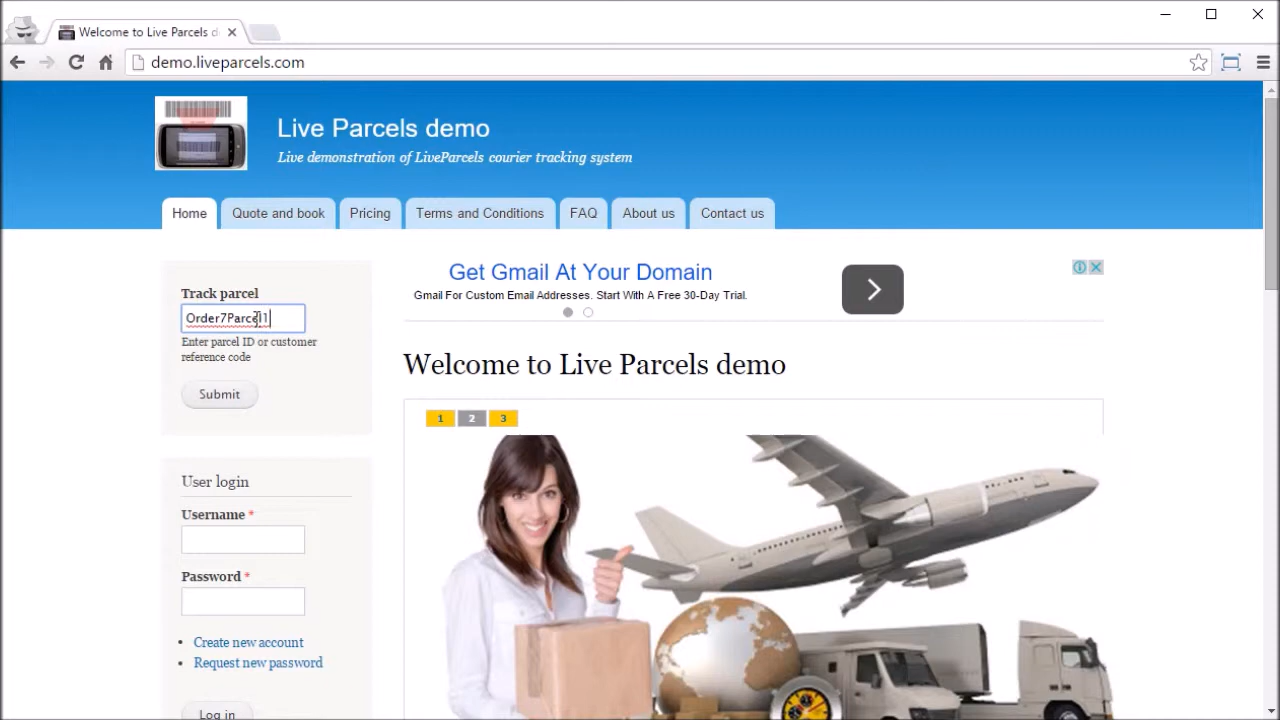 Welcome to Live Parcels d
demo.liveparcels.com
Live Parcels demo
Live demonstration of LiveParcels courier tracking system
Home
Quote and book
Pricing
Terms and Conditions
FAQ
About us
Contact us
Track parcel
Order7Parcel1
Enter parcel ID or customer
reference code
Submit
Get Gmail At Your Domain
Gmail For Custom Email Addresses. Start With A Free 30-Day Trial.
Welcome to Live Parcels demo
1 2 3
User login
Username *
Password *
Create new account
Request new password
Log in